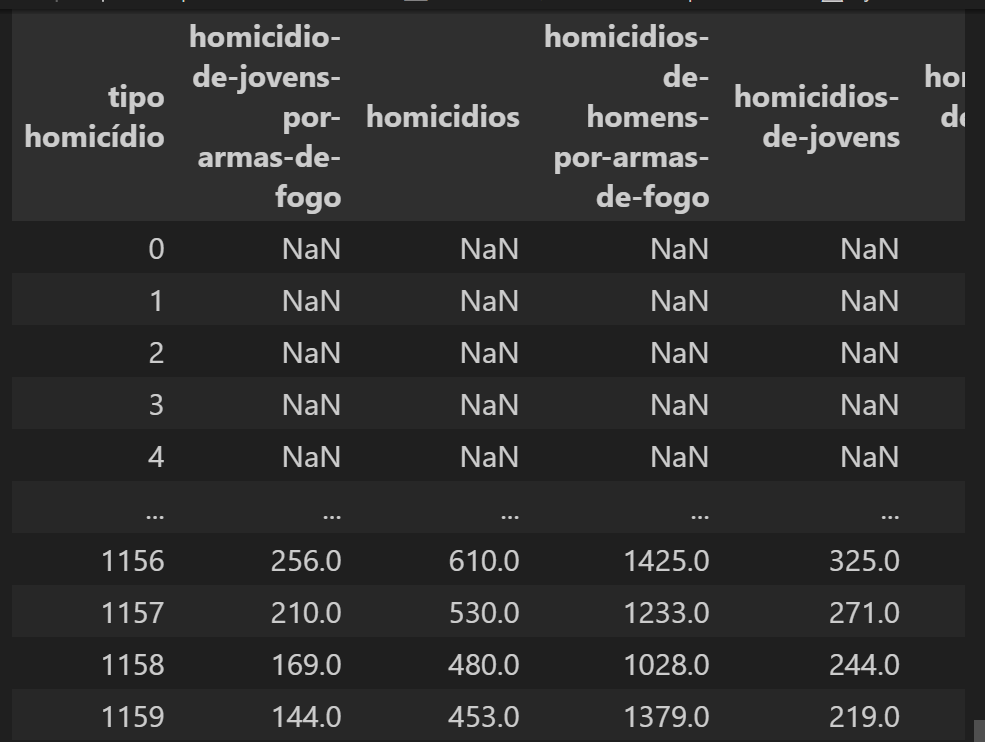 homicidio- homicidios-
de-jovens- de-
tipo por- homicidios homens- homicidios-
homicídio armas-de- por-armas- de-jovens
fogo de-fogo
0 NaN NaN NaN NaN
1 NaN NaN NaN NaN
2 NaN NaN NaN NaN
3 NaN NaN NaN NaN
4 NaN NaN NaN NaN
... ... ... ... ...
1156 256.0 610.0 1425.0 325.0
1157 210.0 530.0 1233.0 271.0
1158 169.0 480.0 1028.0 244.0
1159 144.0 453.0 1379.0 219.0